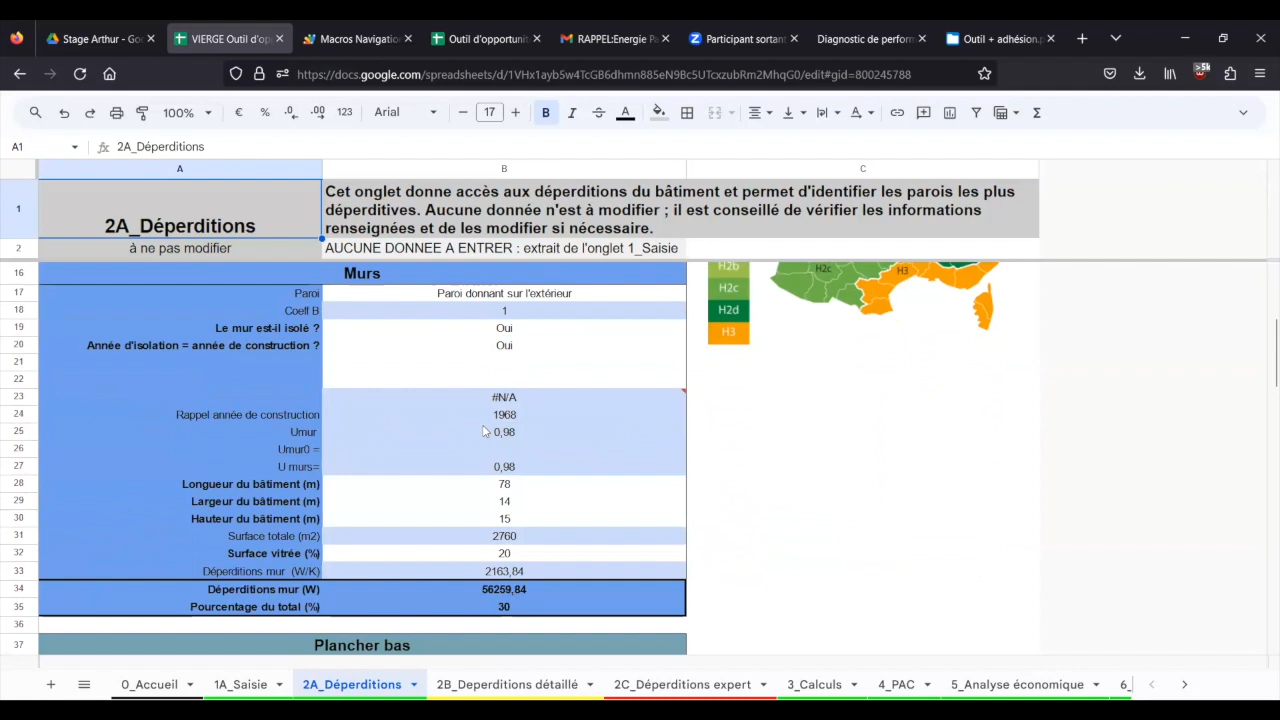 Stage Arthur - Go
VIERGE Outil d'op
Macros Navigatio
Outil d'opportuni
RAPPEL:Energie Pa
Participant sortan
Diagnostic de perfor
Outil + adhésion.p
https://docs.google.com/spreadsheets/d/1VHx1ayb5w4TcGB6dhmn885eN9Bc5UTcxzubRm2MhqG0/edit#gid=800245788
>5k
100%
€ % .0 .00 123
Arial
17
B I S A
A1
fx 2A_Déperditions
A B C
1
2A_Déperditions
Cet onglet donne accès aux déperditions du bâtiment et permet d'identifier les parois les plus
déperditives. Aucune donnée n'est à modifier ; il est conseillé de vérifier les informations
renseignées et de les modifier si nécessaire.
2 à ne pas modifier AUCUNE DONNEE A ENTRER : extrait de l'onglet 1_Saisie
16 Murs
17 Paroi Paroi donnant sur l'extérieur
18 Coeff B 1
19 Le mur est-il isolé ? Oui
20 Année d'isolation = année de construction ? Oui
21
22
23 #N/A
24 Rappel année de construction 1968
25 Umur 0,98
26 Umur0 =
27 U murs= 0,98
28 Longueur du bâtiment (m) 78
29 Largeur du bâtiment (m) 14
30 Hauteur du bâtiment (m) 15
31 Surface totale (m2) 2760
32 Surface vitrée (%) 20
33 Déperditions mur (W/K) 2163,84
34 Déperditions mur (W) 56259,84
35 Pourcentage du total (%) 30
36
37 Plancher bas
H2b
H2c
H2d
H3
H2c
H3
0_Accueil
1A_Saisie
2A_Déperditions
2B_Deperditions détaillé
2C_Déperditions expert
3_Calculs
4_PAC
5_Analyse économique
6_